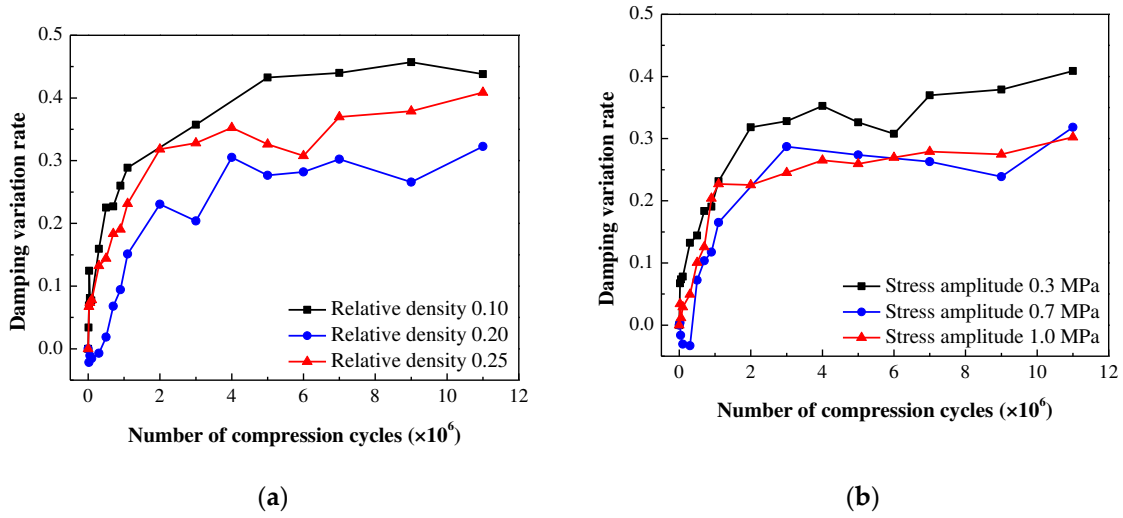 0.5
0.4
0.3
0.2
0.1
0.0
Damping variation rate
Relative density 0.10
Relative density 0.20
Relative density 0.25
0 2 4 6 8 10 12
Number of compression cycles (×10⁶)
(a)
0.5
0.4
0.3
0.2
0.1
0.0
Damping variation rate
Stress amplitude 0.3 MPa
Stress amplitude 0.7 MPa
Stress amplitude 1.0 MPa
0 2 4 6 8 10 12
Number of compression cycles (×10⁶)
(b)